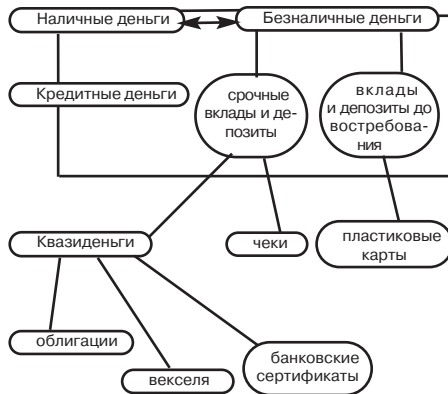 Наличные деньги
Безналичные деньги
Кредитные деньги
срочные
вклады и де-
позиты
вклады
и депозиты до
востребова-
ния
Квазиденьги
чеки
пластиковые
карты
облигации
векселя
банковские
сертификаты